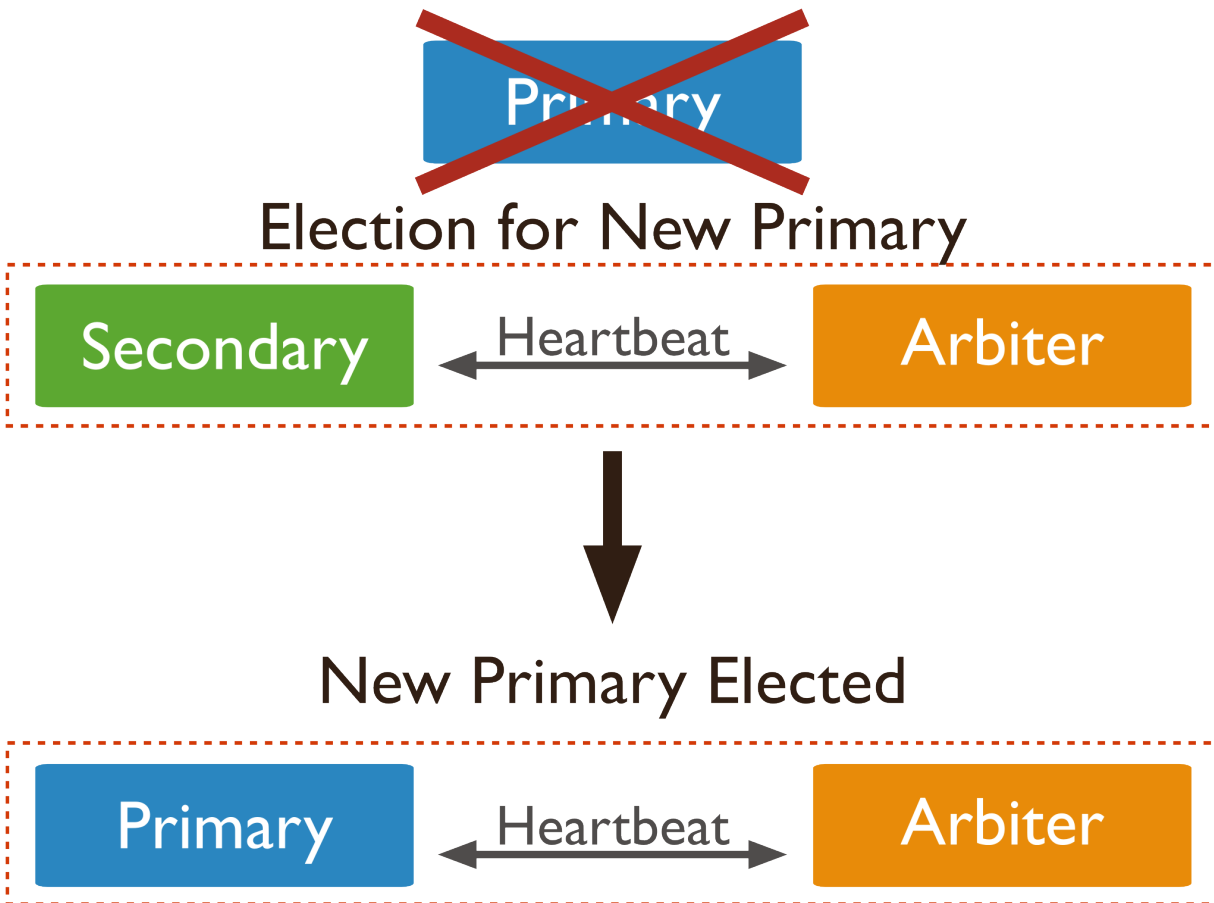 Primary
Election for New Primary
Secondary
Heartbeat
Arbiter
New Primary Elected
Primary
Heartbeat
Arbiter